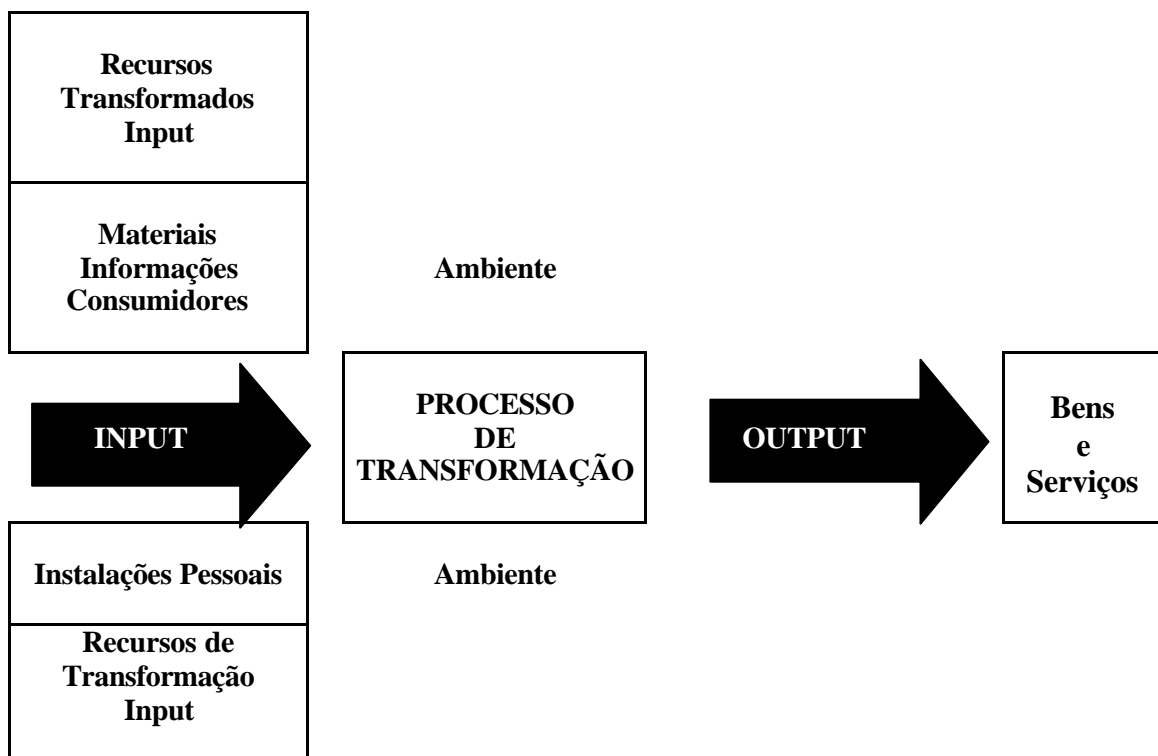 Recursos
Transformados
Input
Materiais
Informações
Consumidores
Ambiente
INPUT
PROCESSO
DE
TRANSFORMAÇÃO
OUTPUT
Bens
e
Serviços
Instalações Pessoais
Ambiente
Recursos de
Transformação
Input